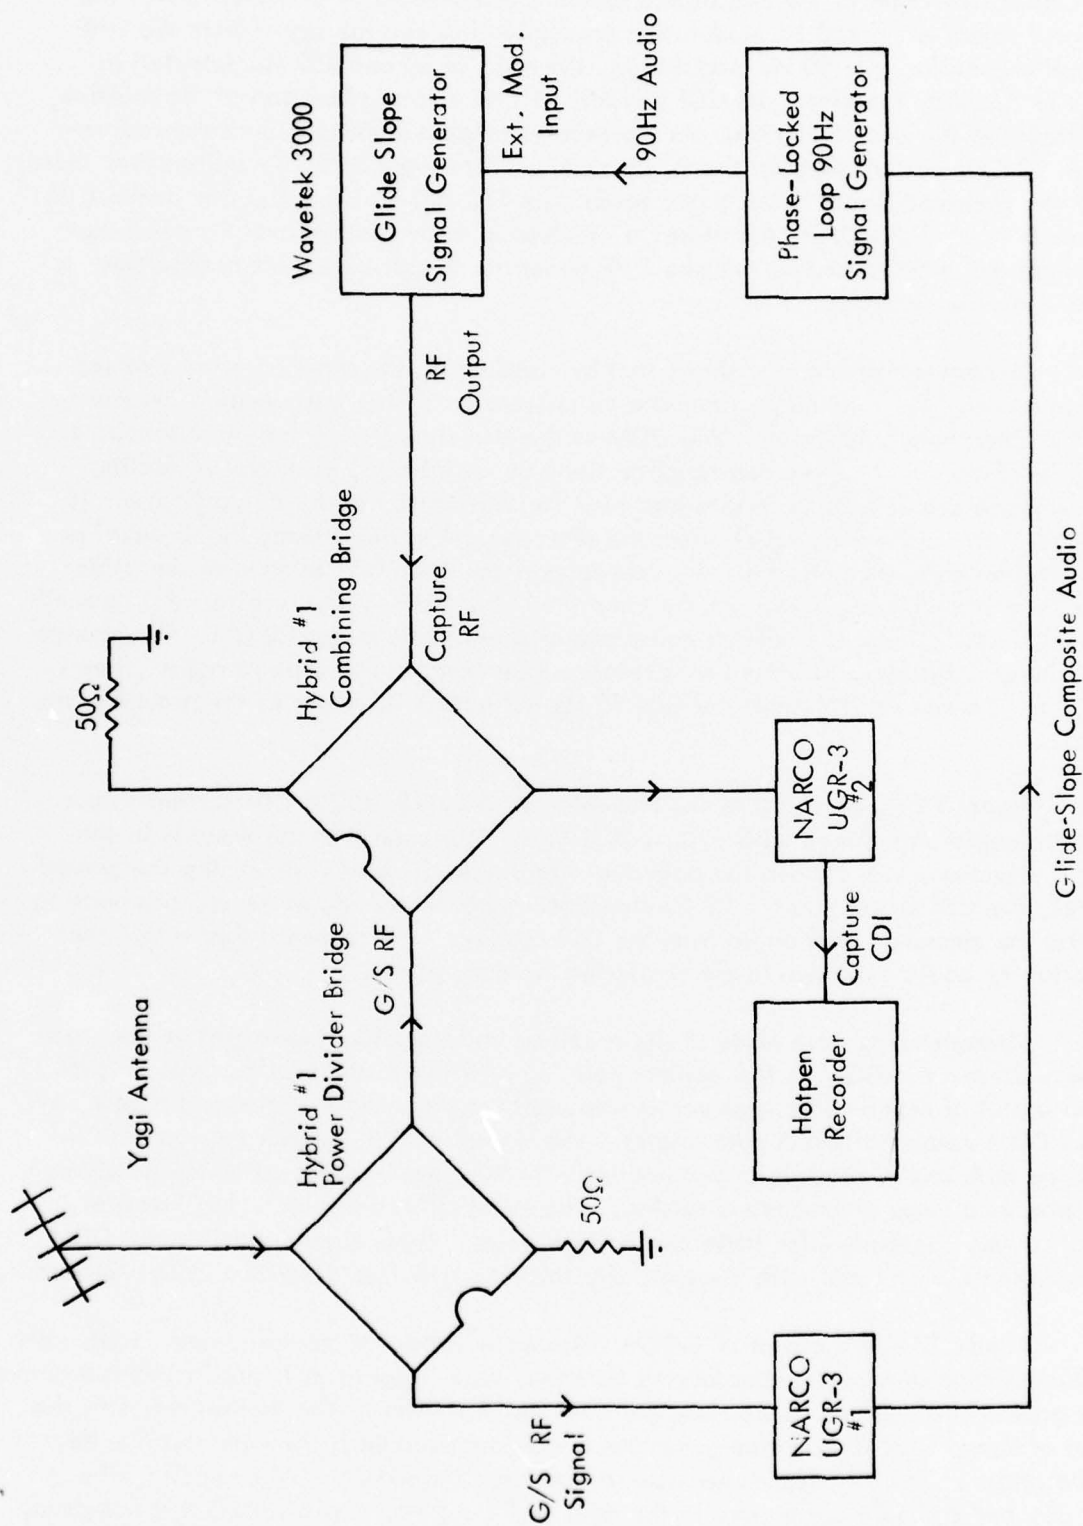 Yagi Antenna
Hybrid #1
Power Divider Bridge
50Ω
G/S RF
Signal
NARCO
UGR-3
#1
G/S RF
50Ω
Hybrid #1
Combining Bridge
Capture
RF
RF
Output
Wavetek 3000
Glide Slope
Signal Generator
Ext. Mod.
Input
90Hz Audio
Phase-Locked
Loop 90Hz
Signal Generator
NARCO
UGR-3
#2
Capture
CDI
Hotpen
Recorder
Glide-Slope Composite Audio